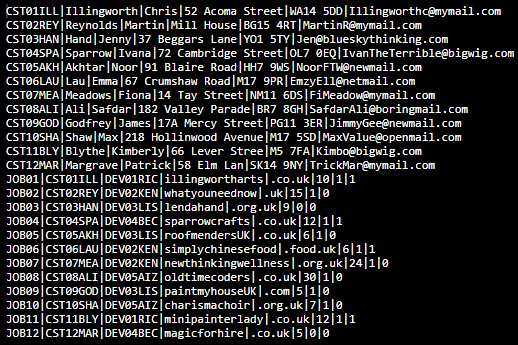 CST01ILL|Illingworth|Chris|52 Acoma Street|WA14 5DD|Illingworthc@mymail.com
CST02REY|Reynolds|Martin|Mill House|BG15 4RT|MartinR@mymail.com
CST03HAN|Hand|Jenny|37 Beggars Lane|YO1 5TY|Jen@blueskythinking.com
CST04SPA|Sparrow|Ivana|72 Cambridge Street|OL7 0EQ|IvanTheTerrible@bigwig.com
CST05AKH|Akhtar|Noor|91 Blaire Road|HH7 9WS|NoorFTW@newmail.com
CST06LAU|Lau|Emma|67 Crumshaw Road|M17 9PR|EmzyEll@netmail.com
CST07MEA|Meadows|Fiona|14 Tay Street|NM11 6DS|FiMeadow@mymail.com
CST08ALI|Ali|Safdar|182 Valley Parade|BR7 8GH|SafdarAli@boringmail.com
CST09GOD|Godfrey|James|17A Mercy Street|PG11 3ER|JimmyGee@newmail.com
CST10SHA|Shaw|Max|218 Hollinwood Avenue|M17 5SD|MaxValue@openmail.com
CST11BLY|Blythe|Kimberly|66 Lever Street|M5 7FA|Kimbo@bigwig.com
CST12MAR|Margrave|Patrick|58 Elm Lan|SK14 9NY|TrickMar@mymail.com
JOB01|CST01ILL|DEV01RIC|illingwortharts|.co.uk|10|1|1
JOB02|CST02REY|DEV02KEN|whatyouneednow|.uk|15|1|0
JOB03|CST03HAN|DEV03LIS|lendahand|.org.uk|9|0|0
JOB04|CST04SPA|DEV04BEC|sparrowcrafts|.co.uk|12|1|1
JOB05|CST05AKH|DEV03LIS|roofmendersUK|.co.uk|6|1|0
JOB06|CST06LAU|DEV02KEN|simplychinesefood|.food.uk|6|1|1
JOB07|CST07MEA|DEV02KEN|newthinkingwellness|.org.uk|24|1|0
JOB08|CST08ALI|DEV05AIZ|oldtimecoders|.co.uk|30|1|0
JOB09|CST09GOD|DEV03LIS|paintmyhouseUK|.com|5|1|0
JOB10|CST10SHA|DEV05AIZ|charismachoir|.org.uk|7|1|0
JOB11|CST11BLY|DEV01RIC|minipainterlady|.co.uk|12|1|1
JOB12|CST12MAR|DEV04BEC|magicforhire|.co.uk|5|0|0